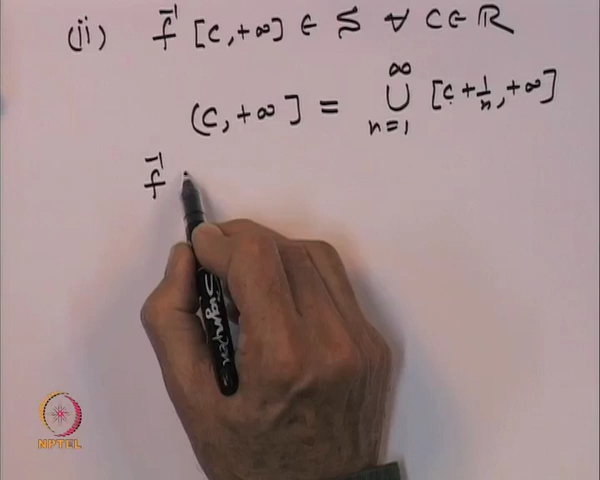 (ii) f⁻¹ [c, +∞] ∈ S ∀ c ∈ ℝ
(c, +∞] = ∞∪n=1 [c + 1/n, +∞]
f⁻¹
NPTEL